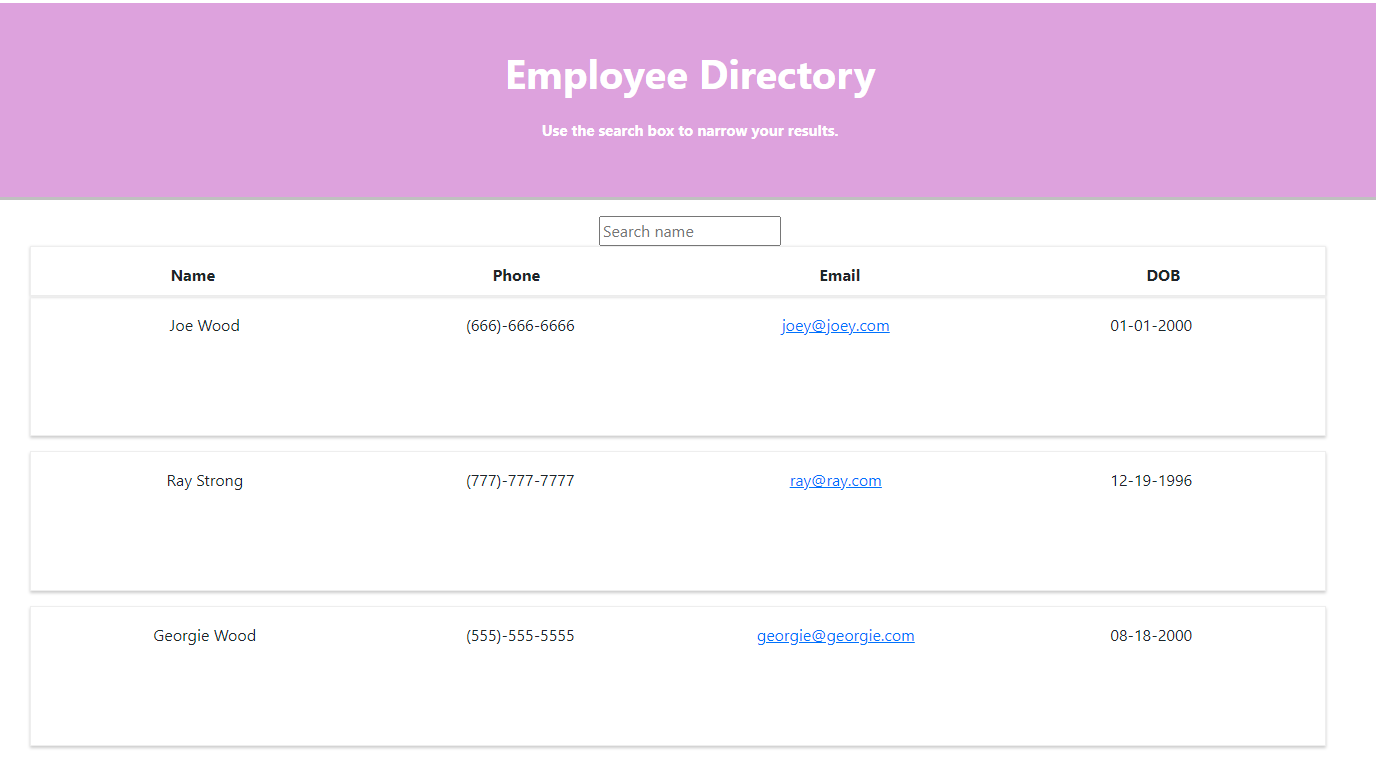 Employee Directory
Use the search box to narrow your results.
Search name
Name Phone Email DOB
Joe Wood (666)-666-6666 joey@joey.com 01-01-2000
Ray Strong (777)-777-7777 ray@ray.com 12-19-1996
Georgie Wood (555)-555-5555 georgie@georgie.com 08-18-2000